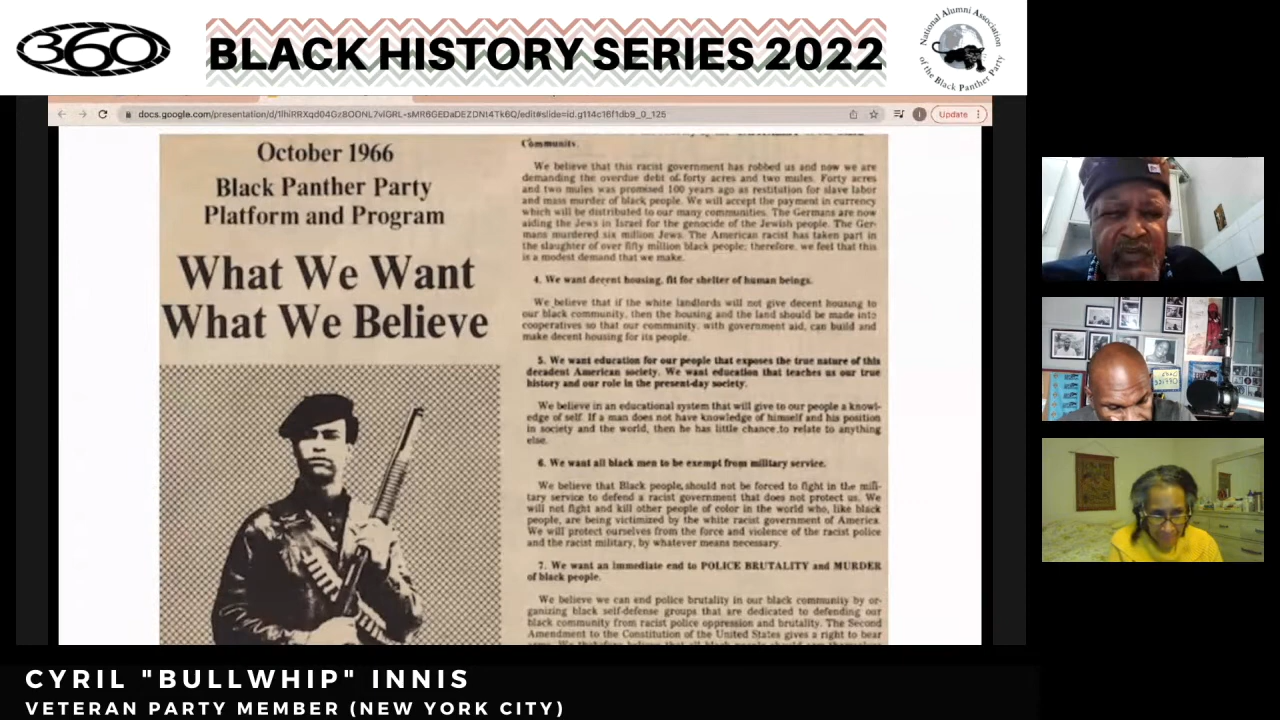 360
BLACK HISTORY SERIES 2022
National Alumni Association
of the Black Panther Party
docs.google.com/presentation/d/1lhiRRXqd04Gz8OONL7viGRL-sMR6GEDaDEZDNt4Tk6Q/edit#slide=id.g114c16f1db9_0_125
Update
October 1966
Black Panther Party
Platform and Program
What We Want
What We Believe
Community.
We believe that this racist government has robbed us and now we are
demanding the overdue debt of forty acres and two mules. Forty acres
and two mules was promised 100 years ago as restitution for slave labor
and mass murder of black people. We will accept the payment in currency
which will be distributed to our many communities. The Germans are now
aiding the Jews in Israel for the genocide of the Jewish people. The Ger-
mans murdered six million Jews. The American racist has taken part in
the slaughter of over fifty million black people; therefore, we feel that this
is a modest demand that we make.
4. We want decent housing, fit for shelter of human beings.
We believe that if the white landlords will not give decent housing to
our black community, then the housing and the land should be made into
cooperatives so that our community, with government aid, can build and
make decent housing for its people.
5. We want education for our people that exposes the true nature of this
decadent American society. We want education that teaches us our true
history and our role in the present-day society.
We believe in an educational system that will give to our people a knowl-
edge of self. If a man does not have knowledge of himself and his position
in society and the world, then he has little chance to relate to anything
else.
6. We want all black men to be exempt from military service.
We believe that Black people should not be forced to fight in the mili-
tary service to defend a racist government that does not protect us. We
will not fight and kill other people of color in the world who, like black
people, are being victimized by the white racist government of America.
We will protect ourselves from the force and violence of the racist police
and the racist military, by whatever means necessary.
7. We want an immediate end to POLICE BRUTALITY and MURDER
of black people.
We believe we can end police brutality in our black community by or-
ganizing black self-defense groups that are dedicated to defending our
black community from racist police oppression and brutality. The Second
Amendment to the Constitution of the United States gives a right to bear
CYRIL "BULLWHIP" INNIS
VETERAN PARTY MEMBER (NEW YORK CITY)